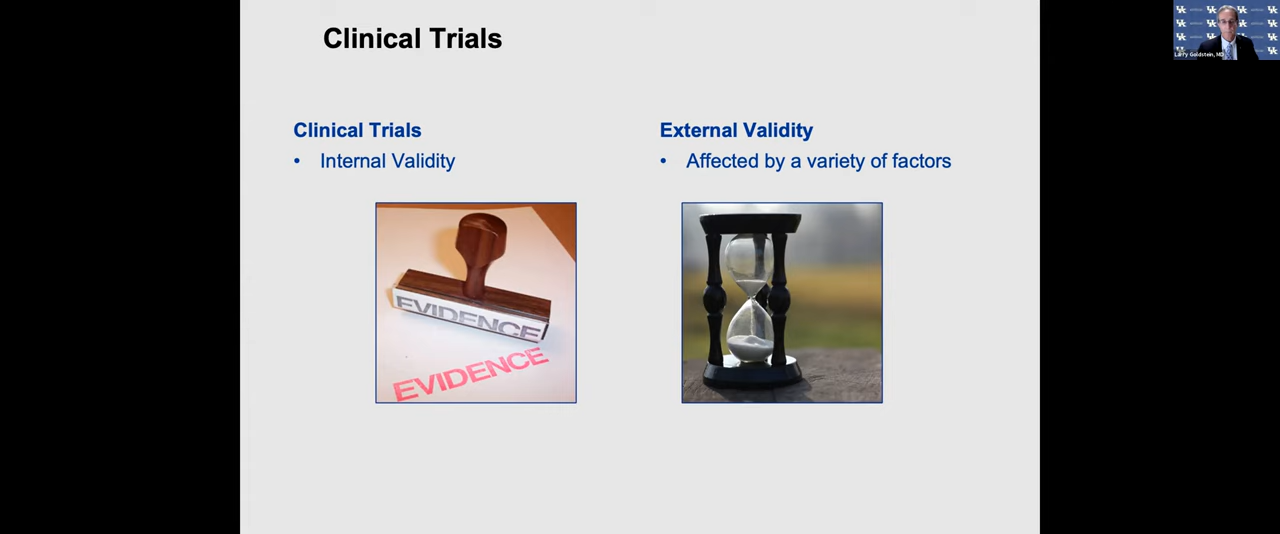 Clinical Trials
Clinical Trials
• Internal Validity
EVIDENCE
EVIDENCE
External Validity
• Affected by a variety of factors
Larry Goldstein, MD